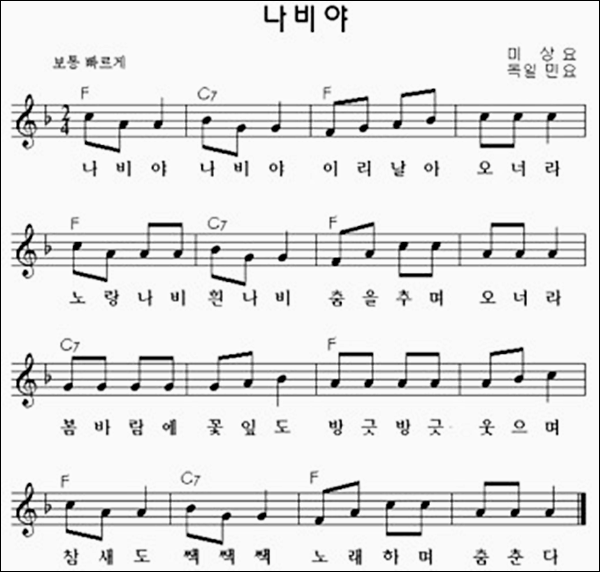 나비야
보통 빠르게
미 상 요
독일 민요
F C7 F
2
4
나 비 야 나 비 야 이 리 날 아 오 너 라
F C7 F
노 랑 나 비 흰 나 비 춤 을 추 며 오 너 라
C7 F
봄 바 람 에 꽃 잎 도 방 긋 방 긋 웃 으 며
F C7 F
참 새 도 짹 짹 짹 노 래 하 며 춤 춘 다